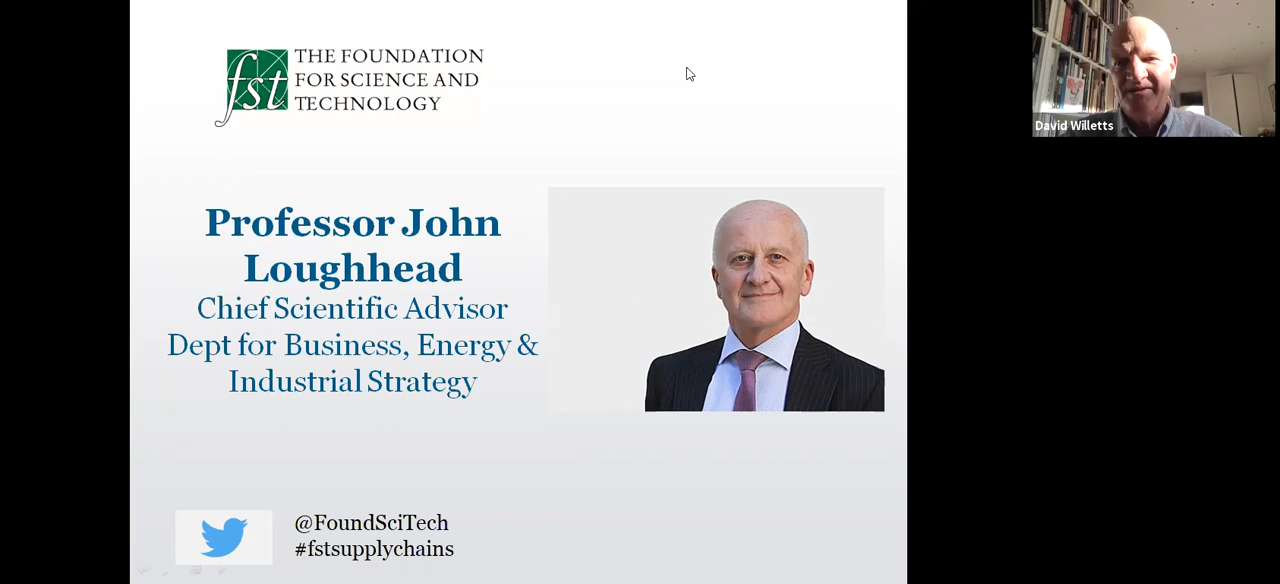 fst
THE FOUNDATION
FOR SCIENCE AND
TECHNOLOGY
David Willetts
Professor John
Loughhead
Chief Scientific Advisor
Dept for Business, Energy &
Industrial Strategy
@FoundSciTech
#fstsupplychains